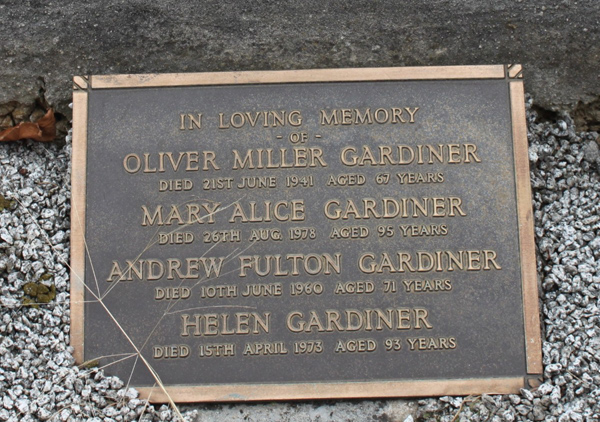 IN LOVING MEMORY
- OF -
OLIVER MILLER GARDINER
DIED 21ST JUNE 1941 AGED 67 YEARS
MARY ALICE GARDINER
DIED 26TH AUG. 1978 AGED 95 YEARS
ANDREW FULTON GARDINER
DIED 10TH JUNE 1960 AGED 71 YEARS
HELEN GARDINER
DIED 15TH APRIL 1973 AGED 93 YEARS